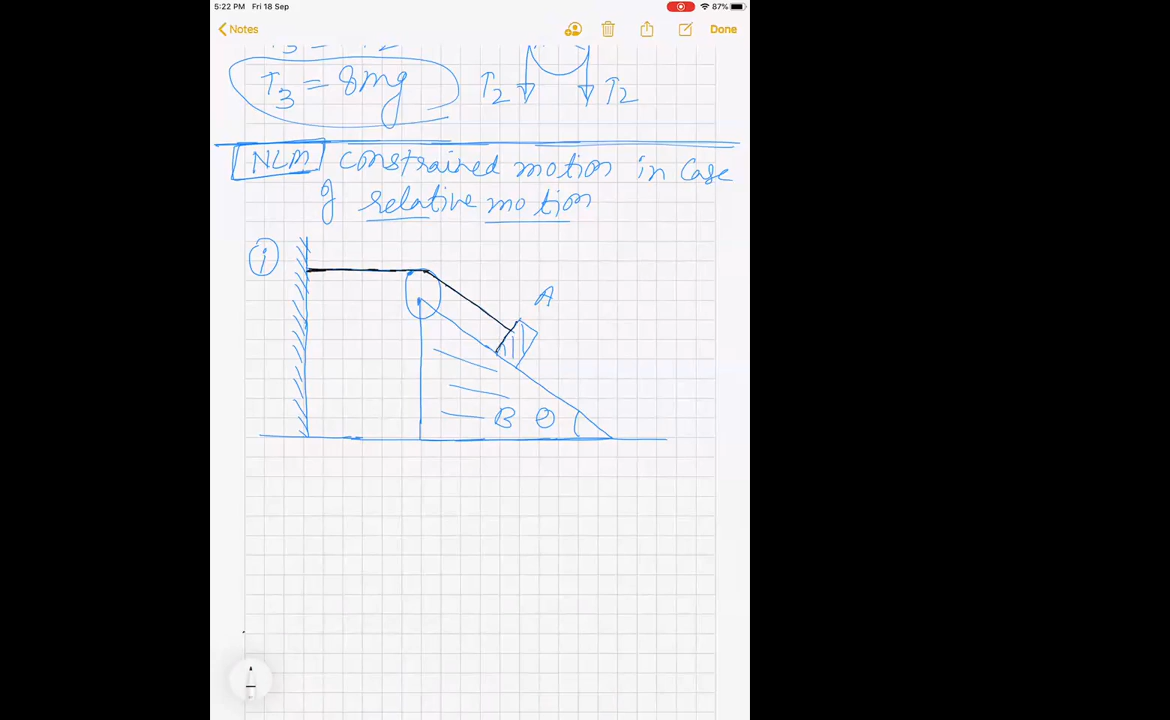 5:22 PM Fri 18 Sep 87%
Notes Done
T3 = 8mg T2 T2
NLM constrained motion in Case
of relative motion
i
A
B θ